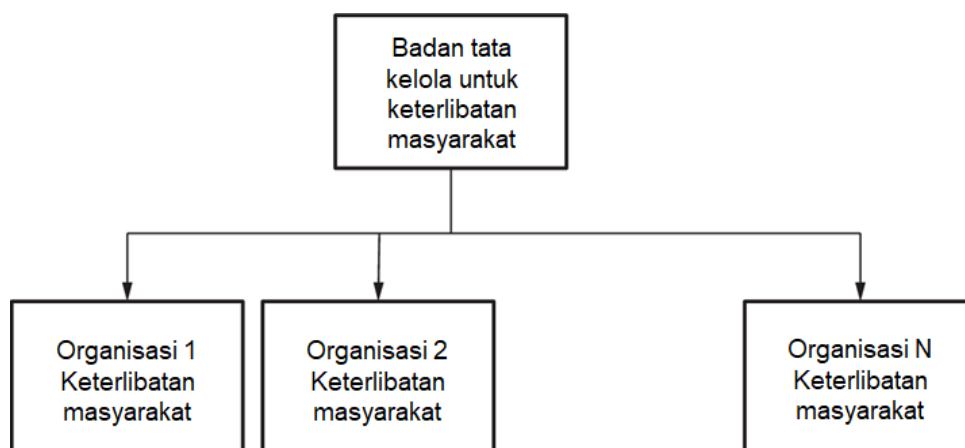 Badan tata
kelola untuk
keterlibatan
masyarakat
Organisasi 1
Keterlibatan
masyarakat
Organisasi 2
Keterlibatan
masyarakat
Organisasi N
Keterlibatan
masyarakat